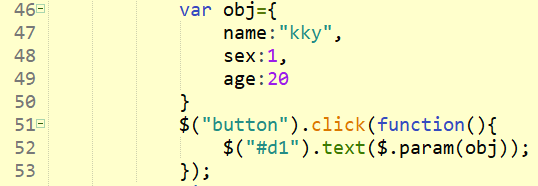 46 var obj={
47 name:"kky",
48 sex:1,
49 age:20
50 }
51 $("button").click(function(){
52 $("#d1").text($.param(obj));
53 });